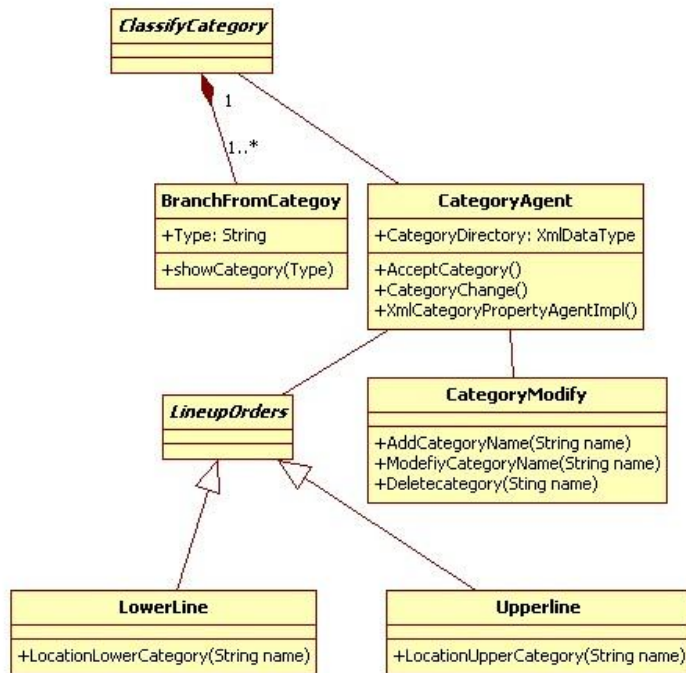 ClassifyCategory
1
1..*
BranchFromCategoy
+Type: String
+showCategory(Type)
CategoryAgent
+CategoryDirectory: XmlDataType
+AcceptCategory()
+CategoryChange()
+XmlCategoryPropertyAgentImpl()
LineupOrders
CategoryModify
+AddCategoryName(String name)
+ModefiyCategoryName(String name)
+Deletecategory(Sting name)
LowerLine
+LocationLowerCategory(String name)
Upperline
+LocationUpperCategory(String name)